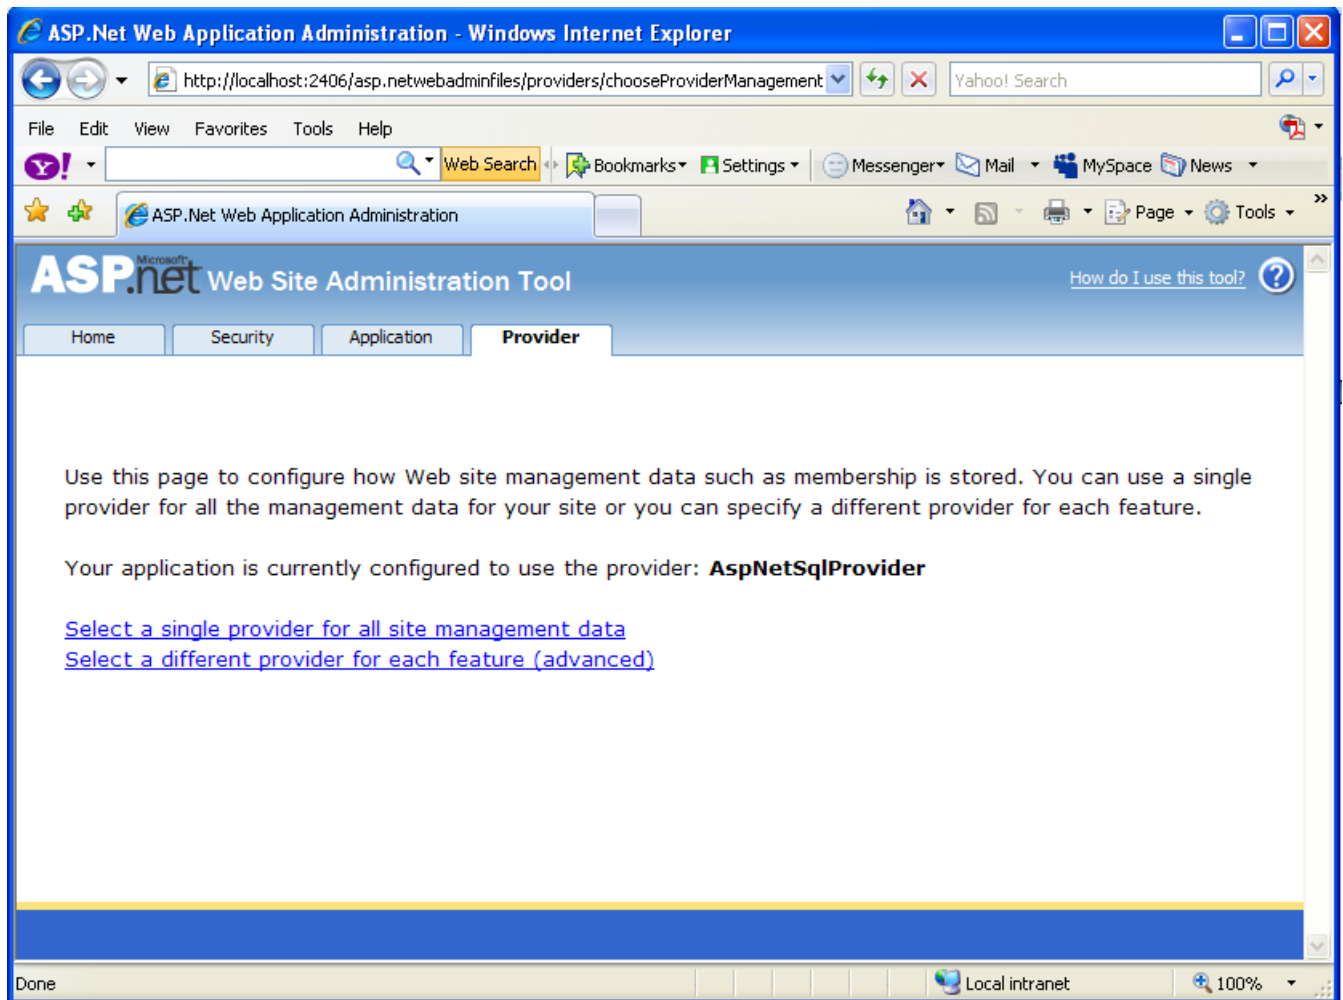 ASP.Net Web Application Administration - Windows Internet Explorer
http://localhost:2406/asp.netwebadminfiles/providers/chooseProviderManagement
Yahoo! Search
File Edit View Favorites Tools Help
Y! Web Search Bookmarks Settings Messenger Mail MySpace News
ASP.Net Web Application Administration
Page Tools
Microsoft
ASP.net Web Site Administration Tool
How do I use this tool? ?
Home Security Application Provider
Use this page to configure how Web site management data such as membership is stored. You can use a single
provider for all the management data for your site or you can specify a different provider for each feature.
Your application is currently configured to use the provider: AspNetSqlProvider
Select a single provider for all site management data
Select a different provider for each feature (advanced)
Done Local intranet 100%